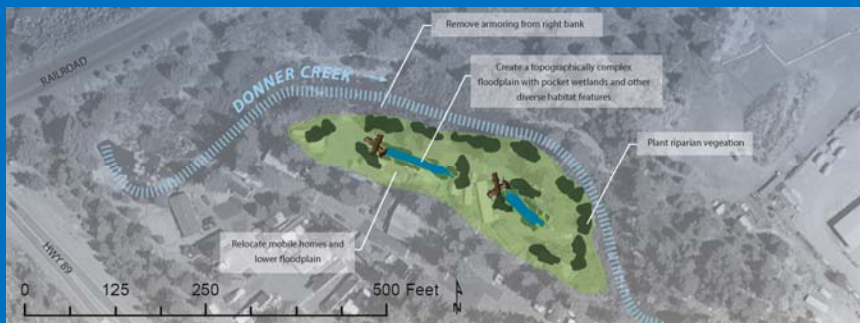 Remove armoring from right bank
RAILROAD
DONNER CREEK
Create a topographically complex
floodplain with pocket wetlands and other
diverse habitat features
Plant riparian vegeation
Relocate mobile homes and
lower floodplain
HWY 89
0 125 250 500 Feet
N